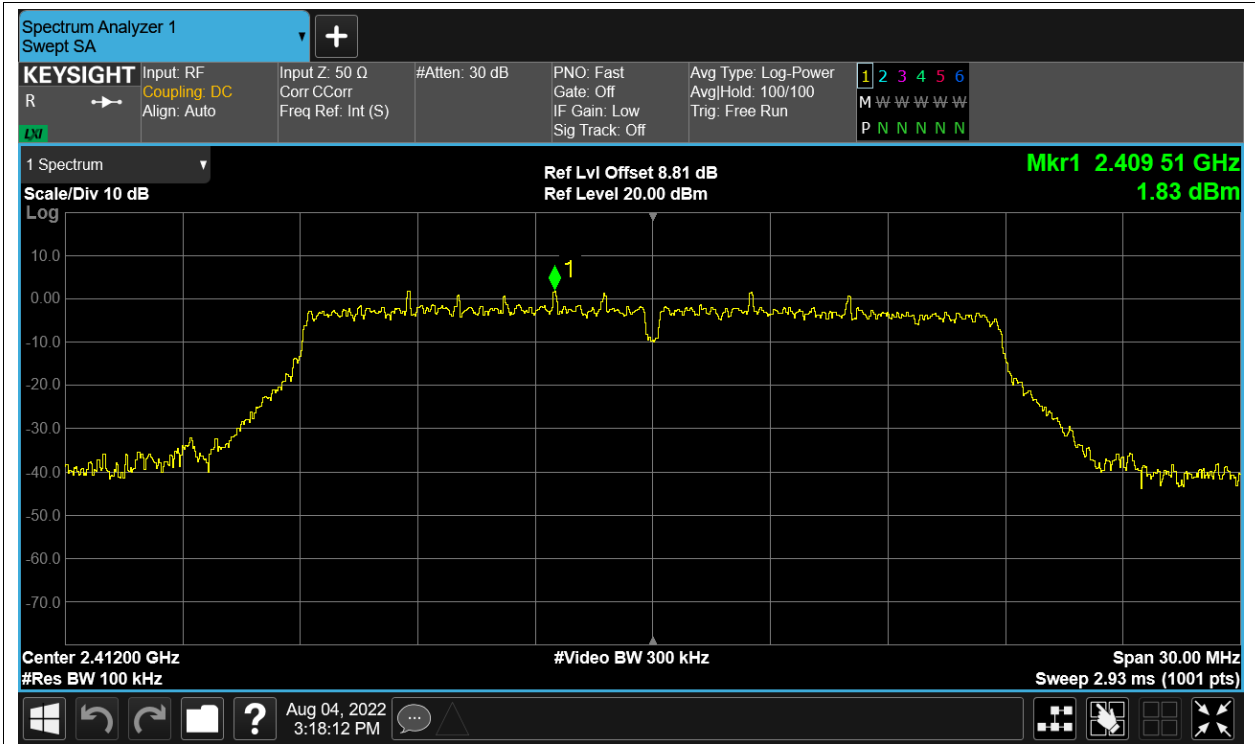 Spectrum Analyzer 1
Swept SA
KEYSIGHT
R
LXI
Input: RF
Coupling: DC
Align: Auto
Input Z: 50 Ω
Corr CCorr
Freq Ref: Int (S)
#Atten: 30 dB
PNO: Fast
Gate: Off
IF Gain: Low
Sig Track: Off
Avg Type: Log-Power
Avg|Hold: 100/100
Trig: Free Run
1 2 3 4 5 6
M W W W W W
P N N N N N
1 Spectrum
Scale/Div 10 dB
Log
Ref Lvl Offset 8.81 dB
Ref Level 20.00 dBm
Mkr1 2.409 51 GHz
1.83 dBm
1
10.0
0.00
-10.0
-20.0
-30.0
-40.0
-50.0
-60.0
-70.0
Center 2.41200 GHz
#Res BW 100 kHz
#Video BW 300 kHz
Span 30.00 MHz
Sweep 2.93 ms (1001 pts)
?
Aug 04, 2022
3:18:12 PM